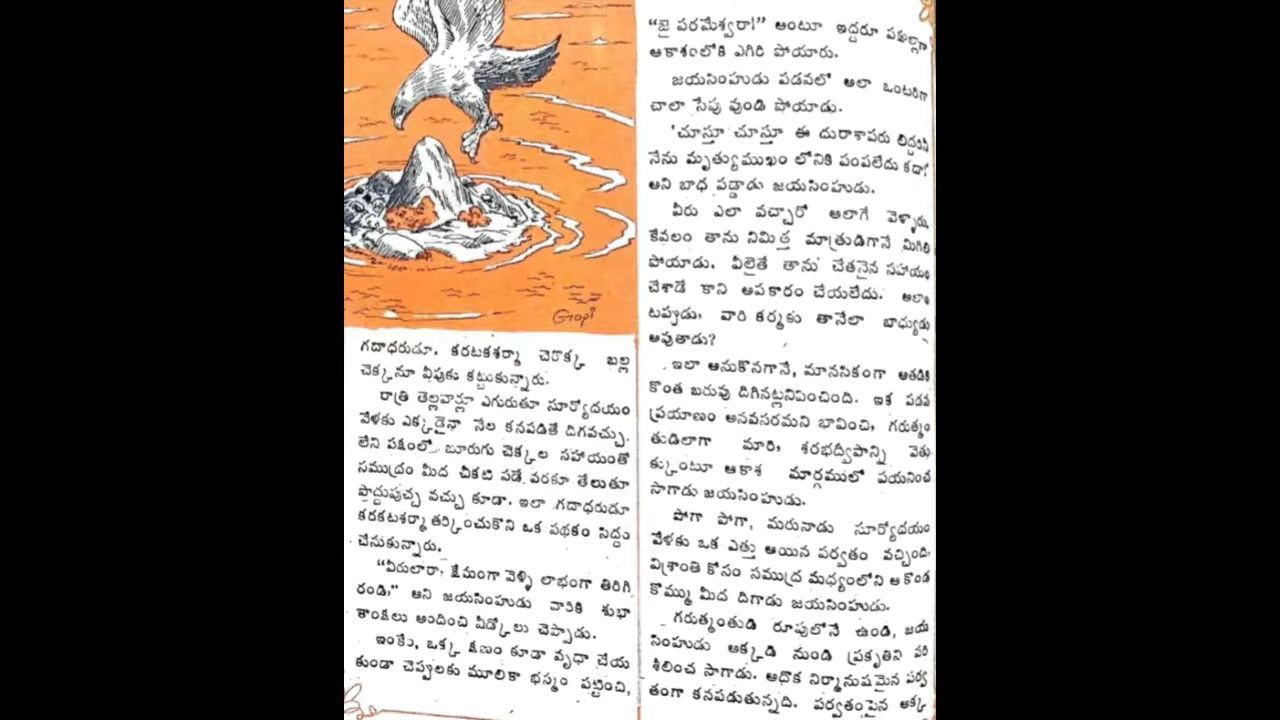 Gopi
గదాధరుడూ, కరటకశర్మా చెరొక్క బల్ల
చెక్కనూ వీపుకు కట్టుకున్నారు.
రాత్రి తెల్లవార్లూ ఎగురుతూ సూర్యోదయం
వేళకు ఎక్కడైనా నేల కనపడితే దిగవచ్చు.
లేని పక్షంలో బూరుగు చెక్కల సహాయంతో
సముద్రం మీద చీకటి పడే వరకూ తేలుతూ
ప్రొద్దుపుచ్చ వచ్చు కూడా. ఇలా గదాధరుడూ
కరకటశర్మా తర్కించుకొని ఒక పథకం సిద్ధం
చేసుకున్నారు.
“వీరులారా, క్షేమంగా వెళ్ళి లాభంగా తిరిగి
రండి,” అని జయసింహుడు వారికి శుభా
కాంక్షలు అందించి వీడ్కోలు చెప్పాడు.
ఇంకేం, ఒక్క క్షణం కూడా వృధా చేయ
కుండా చెప్పులకు మూలికా భస్మం పట్టించి,
“జై పరమేశ్వరా!” అంటూ ఇద్దరూ పక్షుల్లాగ
ఆకాశంలోకి ఎగిరి పోయారు.
జయసింహుడు పడవలో అలా ఒంటరిగా
చాలా సేపు వుండి పోయాడు.
‘చూస్తూ చూస్తూ ఈ దురాశాపరు లిద్దరిని
నేను మృత్యుముఖం లోనికి పంపలేదు కదా!’
అని బాధ పడ్డాడు జయసింహుడు.
వీరు ఎలా వచ్చారో అలాగే వెళ్ళారు.
కేవలం తాను నిమిత్త మాత్రుడిగానే మిగిలి
పోయాడు. వీలైతే తాను చేతనైన సహాయం
చేశాడే కాని అపకారం చేయలేదు. అలాం
టప్పుడు, వారి కర్మకు తానేలా బాధ్యుడు
అవుతాడు?
ఇలా అనుకొనగానే, మానసికంగా అతడికి
కొంత బరువు దిగినట్లనిపించింది. ఇక పడవ
ప్రయాణం అనవసరమని భావించి, గరుత్మం
తుడిలాగా మారి, శరభద్వీపాన్ని వెతు
క్కుంటూ ఆకాశ మార్గములో పయనించ
సాగాడు జయసింహుడు.
పోగా పోగా, మరునాడు సూర్యోదయం
వేళకు ఒక ఎత్తు అయిన పర్వతం వచ్చింది.
విశ్రాంతి కోసం సముద్ర మధ్యంలోని ఆ కొండ
కొమ్ము మీద దిగాడు జయసింహుడు.
గరుత్మంతుడి రూపులోనే ఉండి, జయ
సింహుడు అక్కడి నుండి ప్రకృతిని పరి
శీలించ సాగాడు. అదొక నిర్మానుషమైన పర్వ
తంగా కనపడుతున్నది. పర్వతంపైన అక్క